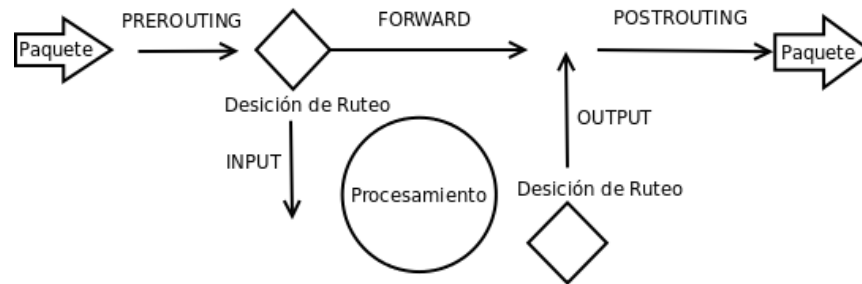 PREROUTING
FORWARD
POSTROUTING
Paquete
Paquete
Desición de Ruteo
INPUT
OUTPUT
Procesamiento
Desición de Ruteo